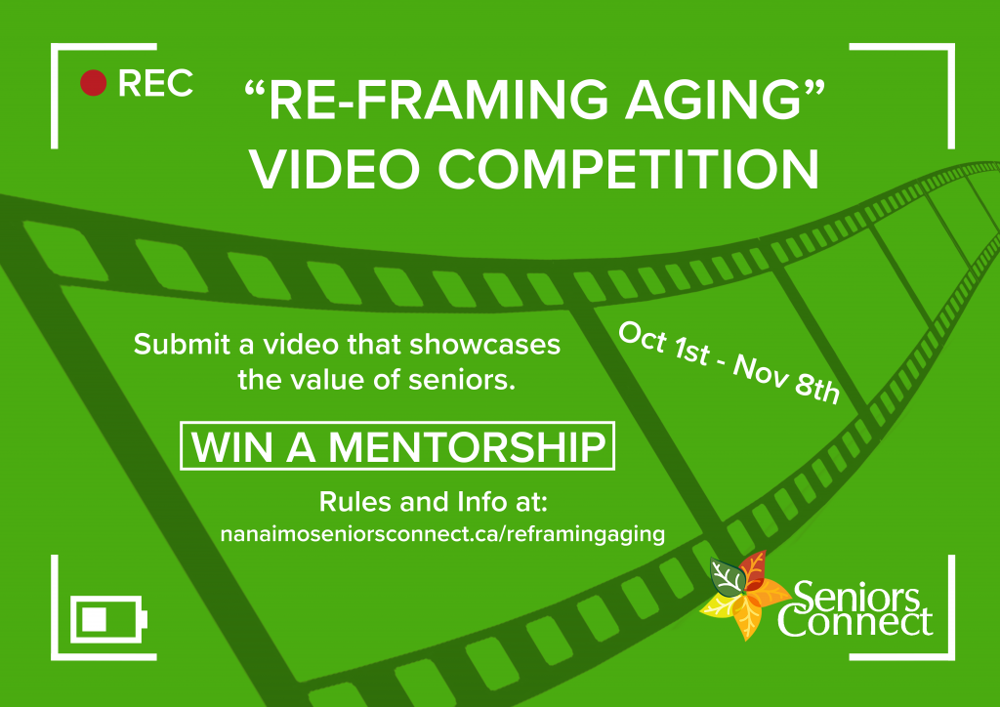 REC
“RE-FRAMING AGING”
VIDEO COMPETITION
Submit a video that showcases
the value of seniors.
Oct 1st - Nov 8th
WIN A MENTORSHIP
Rules and Info at:
nanaimoseniorsconnect.ca/reframingaging
Seniors
Connect